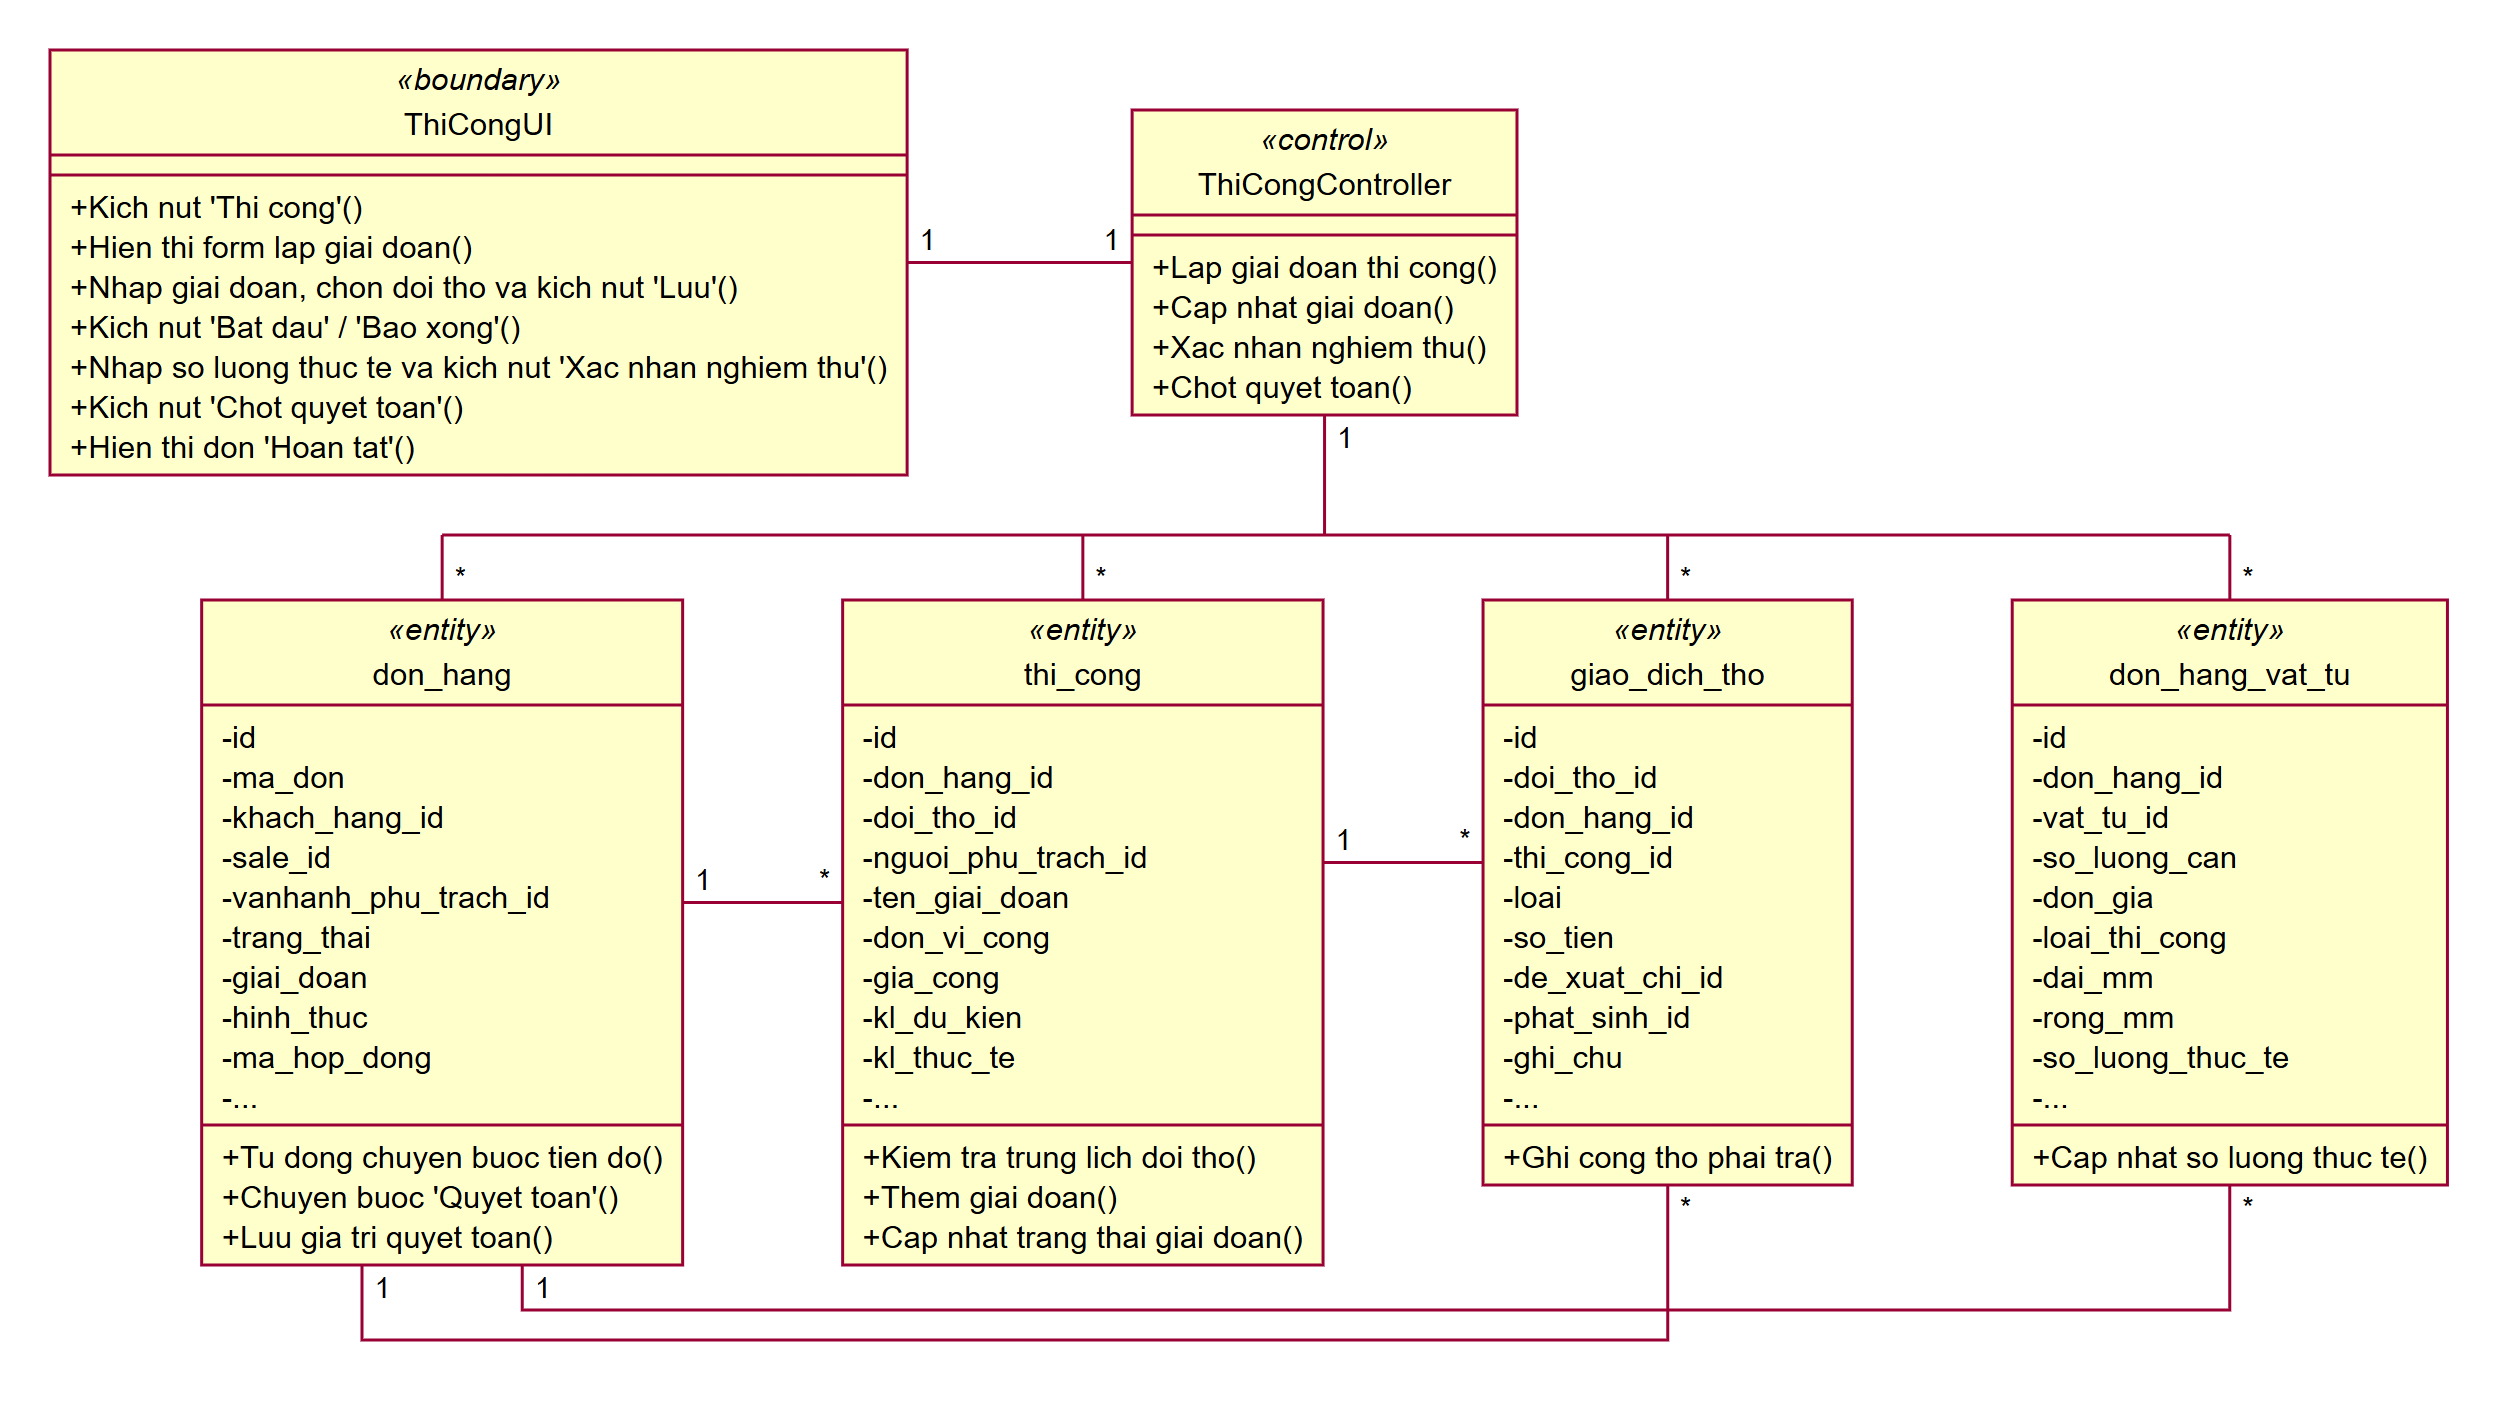 «boundary»
ThiCongUI
+Kich nut 'Thi cong'()
+Hien thi form lap giai doan()
+Nhap giai doan, chon doi tho va kich nut 'Luu'()
+Kich nut 'Bat dau' / 'Bao xong'()
+Nhap so luong thuc te va kich nut 'Xac nhan nghiem thu'()
+Kich nut 'Chot quyet toan'()
+Hien thi don 'Hoan tat'()
1
1
«control»
ThiCongController
+Lap giai doan thi cong()
+Cap nhat giai doan()
+Xac nhan nghiem thu()
+Chot quyet toan()
1
*
*
*
*
«entity»
don_hang
-id
-ma_don
-khach_hang_id
-sale_id
-vanhanh_phu_trach_id
-trang_thai
-giai_doan
-hinh_thuc
-ma_hop_dong
-...
+Tu dong chuyen buoc tien do()
+Chuyen buoc 'Quyet toan'()
+Luu gia tri quyet toan()
1
*
«entity»
thi_cong
-id
-don_hang_id
-doi_tho_id
-nguoi_phu_trach_id
-ten_giai_doan
-don_vi_cong
-gia_cong
-kl_du_kien
-kl_thuc_te
-...
+Kiem tra trung lich doi tho()
+Them giai doan()
+Cap nhat trang thai giai doan()
1
*
«entity»
giao_dich_tho
-id
-doi_tho_id
-don_hang_id
-thi_cong_id
-loai
-so_tien
-de_xuat_chi_id
-phat_sinh_id
-ghi_chu
-...
+Ghi cong tho phai tra()
«entity»
don_hang_vat_tu
-id
-don_hang_id
-vat_tu_id
-so_luong_can
-don_gia
-loai_thi_cong
-dai_mm
-rong_mm
-so_luong_thuc_te
-...
+Cap nhat so luong thuc te()
*
*
1
1